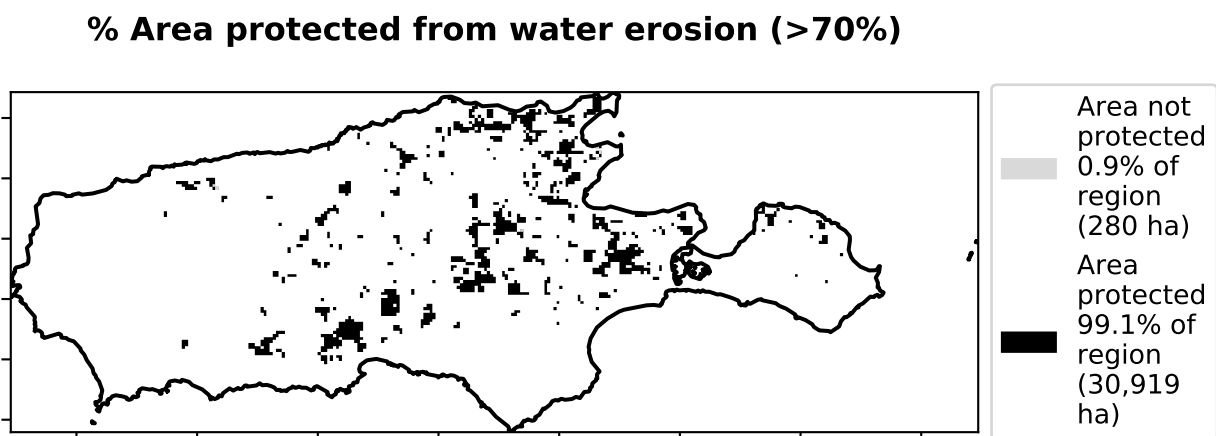 % Area protected from water erosion (>70%)
Area not
protected
0.9% of
region
(280 ha)
Area
protected
99.1% of
region
(30,919
ha)